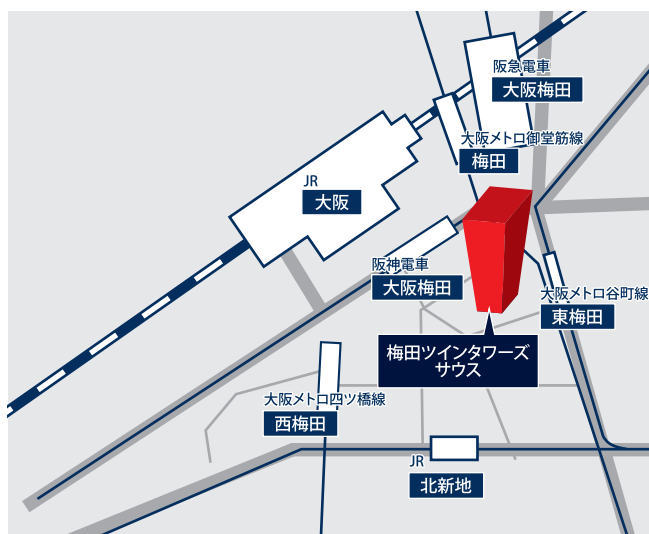 阪急電車
大阪梅田
大阪メトロ御堂筋線
梅田
JR
大阪
阪神電車
大阪梅田
大阪メトロ谷町線
東梅田
梅田ツインタワーズ
サウス
大阪メトロ四ツ橋線
西梅田
JR
北新地